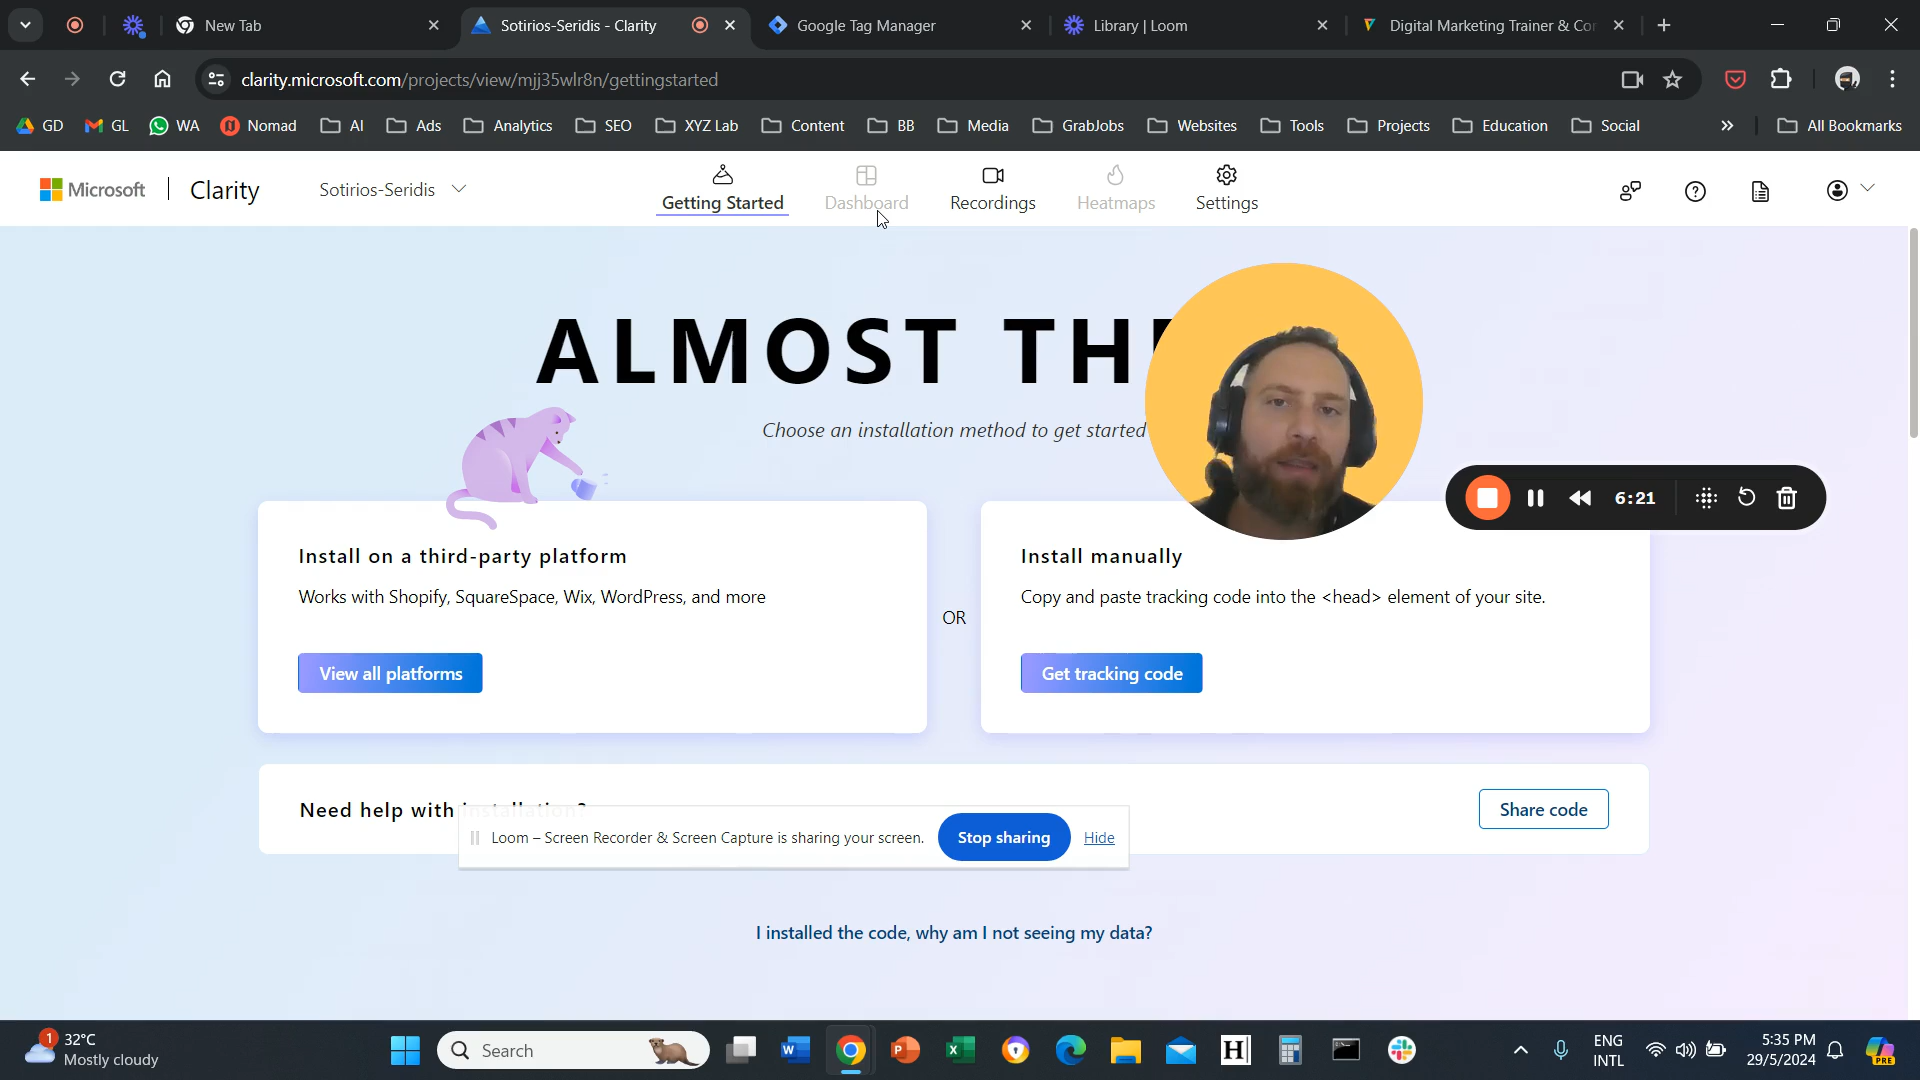 New Tab
Sotirios-Seridis - Clarity
Google Tag Manager
Library | Loom
Digital Marketing Trainer & Cor
clarity.microsoft.com/projects/view/mjj35wlr8n/gettingstarted
GD
GL
WA
Nomad
AI
Ads
Analytics
SEO
XYZ Lab
Content
BB
Media
GrabJobs
Websites
Tools
Projects
Education
Social
All Bookmarks
Microsoft
Clarity
Sotirios-Seridis
Getting Started
Dashboard
Recordings
Heatmaps
Settings
ALMOST TH
Choose an installation method to get started
6:21
Install on a third-party platform
Works with Shopify, SquareSpace, Wix, WordPress, and more
View all platforms
OR
Install manually
Copy and paste tracking code into the <head> element of your site.
Get tracking code
Need help with installation?
Share code
Loom – Screen Recorder & Screen Capture is sharing your screen.
Stop sharing
Hide
I installed the code, why am I not seeing my data?
1
32°C
Mostly cloudy
Search
ENG
INTL
5:35 PM
29/5/2024
PRE